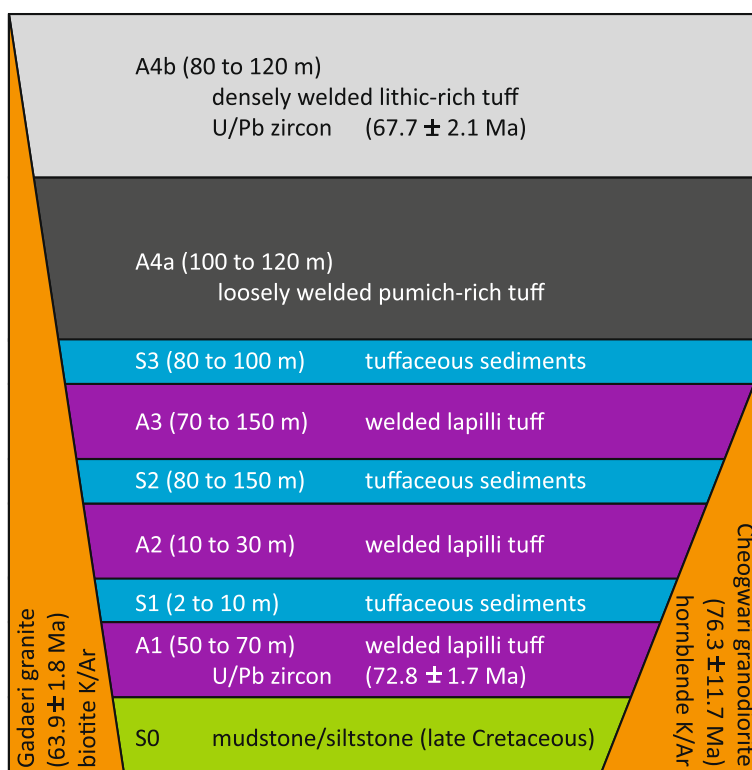 A4b (80 to 120 m)
densely welded lithic-rich tuff
U/Pb zircon (67.7 ± 2.1 Ma)
A4a (100 to 120 m)
loosely welded pumich-rich tuff
S3 (80 to 100 m) tuffaceous sediments
A3 (70 to 150 m) welded lapilli tuff
S2 (80 to 150 m) tuffaceous sediments
A2 (10 to 30 m) welded lapilli tuff
S1 (2 to 10 m) tuffaceous sediments
A1 (50 to 70 m) welded lapilli tuff
U/Pb zircon (72.8 ± 1.7 Ma)
S0 mudstone/siltstone (late Cretaceous)
Gadaeri granite
(63.9 ± 1.8 Ma)
biotite K/Ar
Cheogwari granodiorite
(76.3 ± 11.7 Ma)
hornblende K/Ar